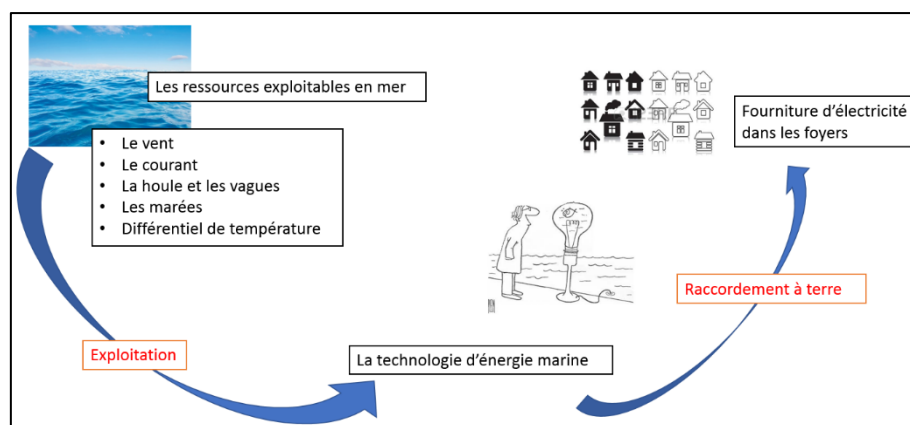 Les ressources exploitables en mer
Le vent
Le courant
La houle et les vagues
Les marées
Différentiel de température
Exploitation
La technologie d'énergie marine
Raccordement à terre
Fourniture d'électricité
dans les foyers